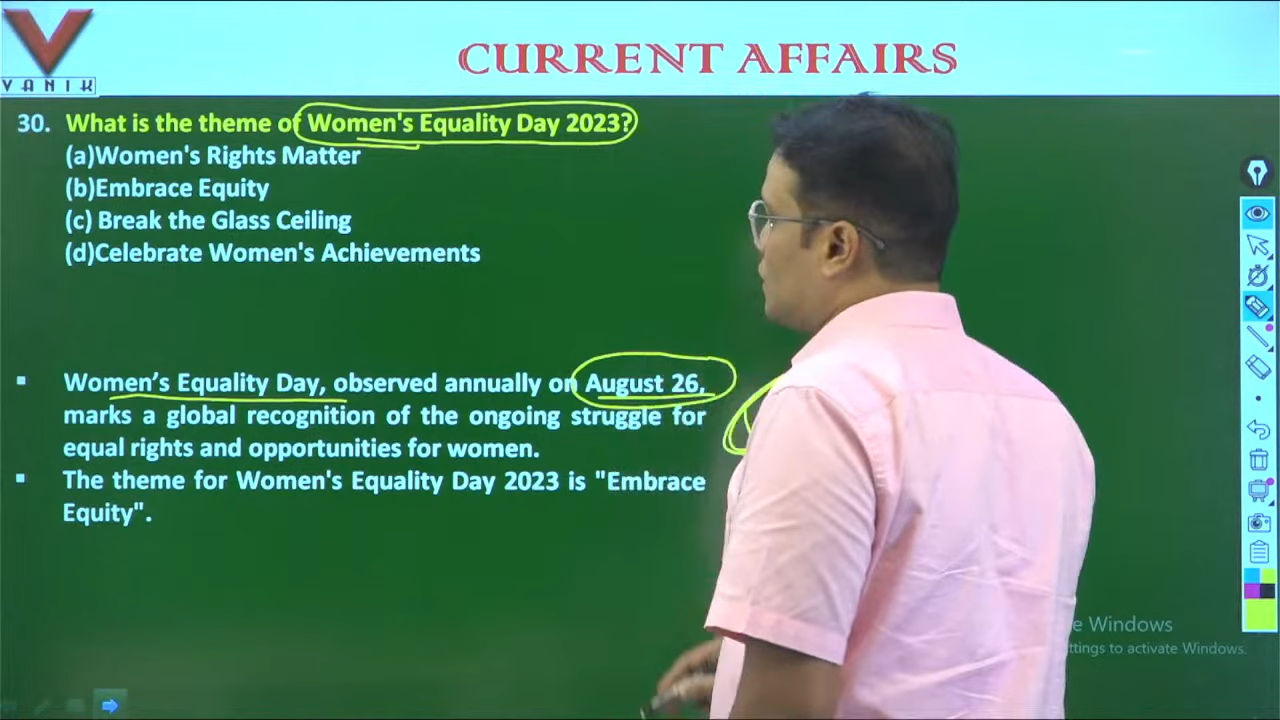 VANIK
CURRENT AFFAIRS
30. What is the theme of Women's Equality Day 2023?
(a)Women's Rights Matter
(b)Embrace Equity
(c) Break the Glass Ceiling
(d)Celebrate Women's Achievements
▪ Women’s Equality Day, observed annually on August 26,
marks a global recognition of the ongoing struggle for
equal rights and opportunities for women.
▪ The theme for Women's Equality Day 2023 is "Embrace
Equity".
e Windows
ttings to activate Windows.